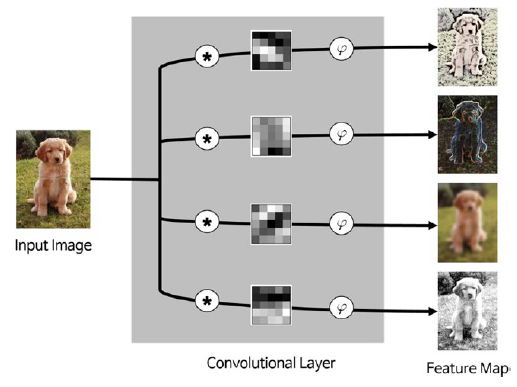 * φ
* φ
* φ
* φ
Input Image
Convolutional Layer
Feature Map